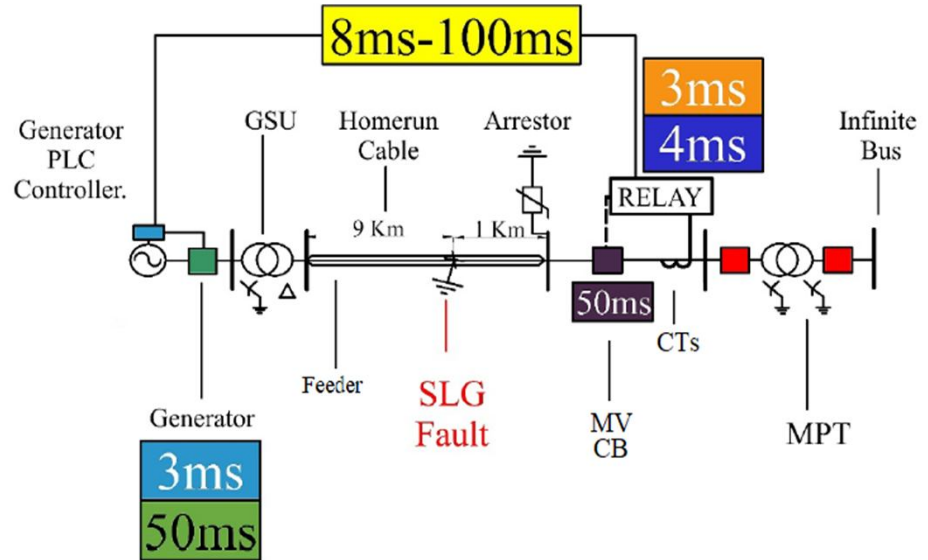 8ms-100ms
3ms
4ms
Generator
PLC
Controller.
GSU
Homerun
Cable
Arrestor
Infinite
Bus
RELAY
9 Km
1 Km
Δ
50ms
CTs
Feeder
SLG
Fault
MV
CB
MPT
Generator
3ms
50ms